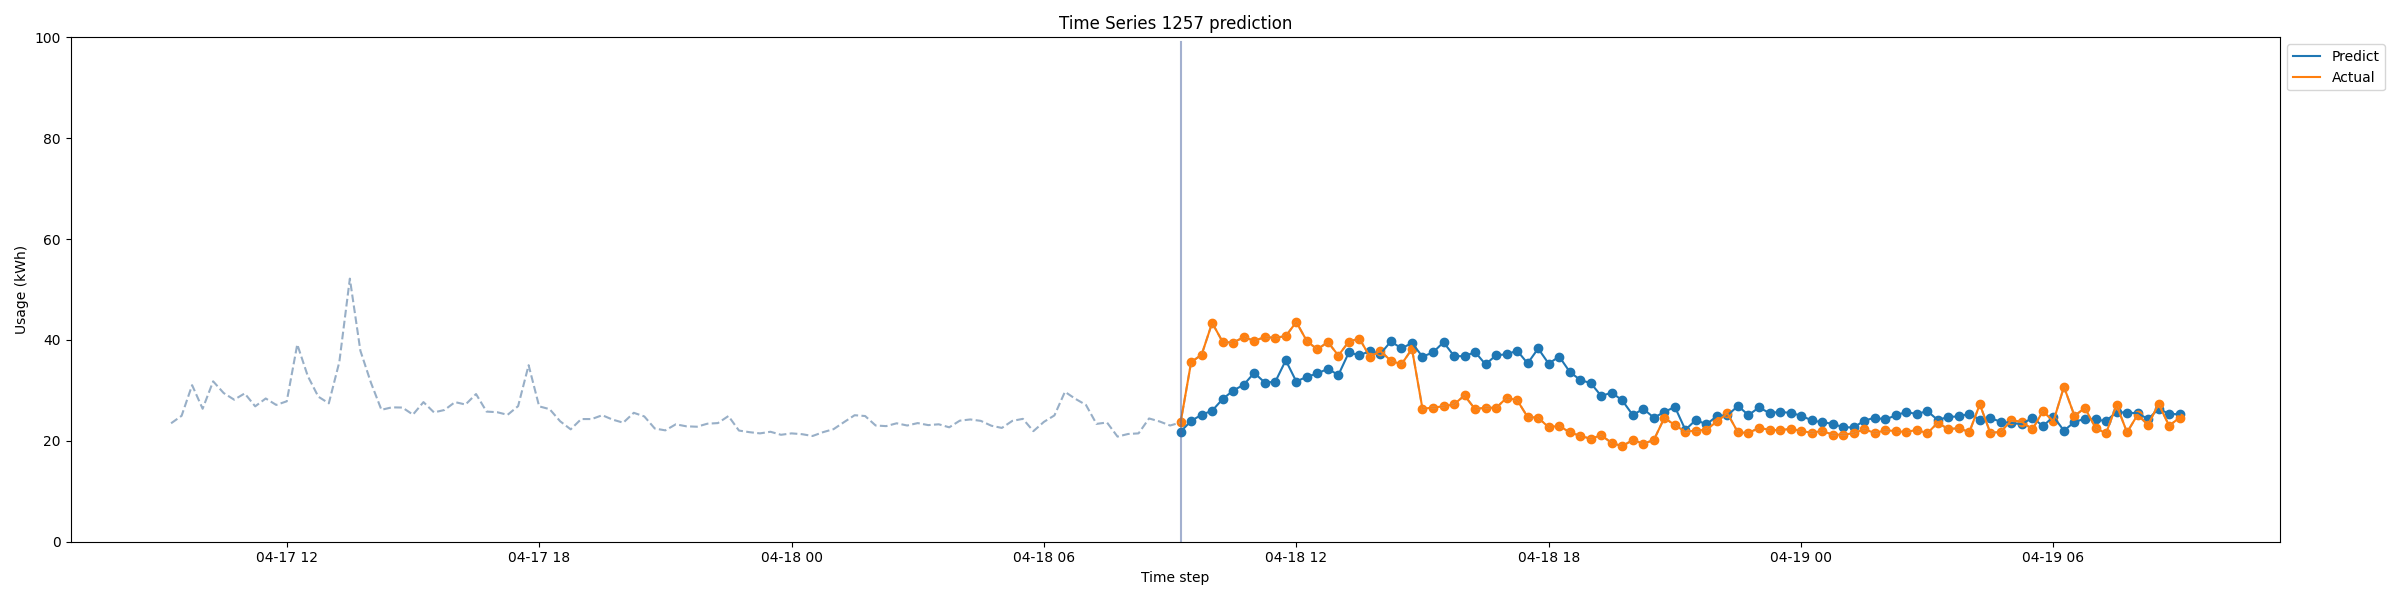 Time Series 1257 prediction
Predict
Actual
Usage (kWh)
100
80
60
40
20
0
04-17 12
04-17 18
04-18 00
04-18 06
04-18 12
04-18 18
04-19 00
04-19 06
Time step